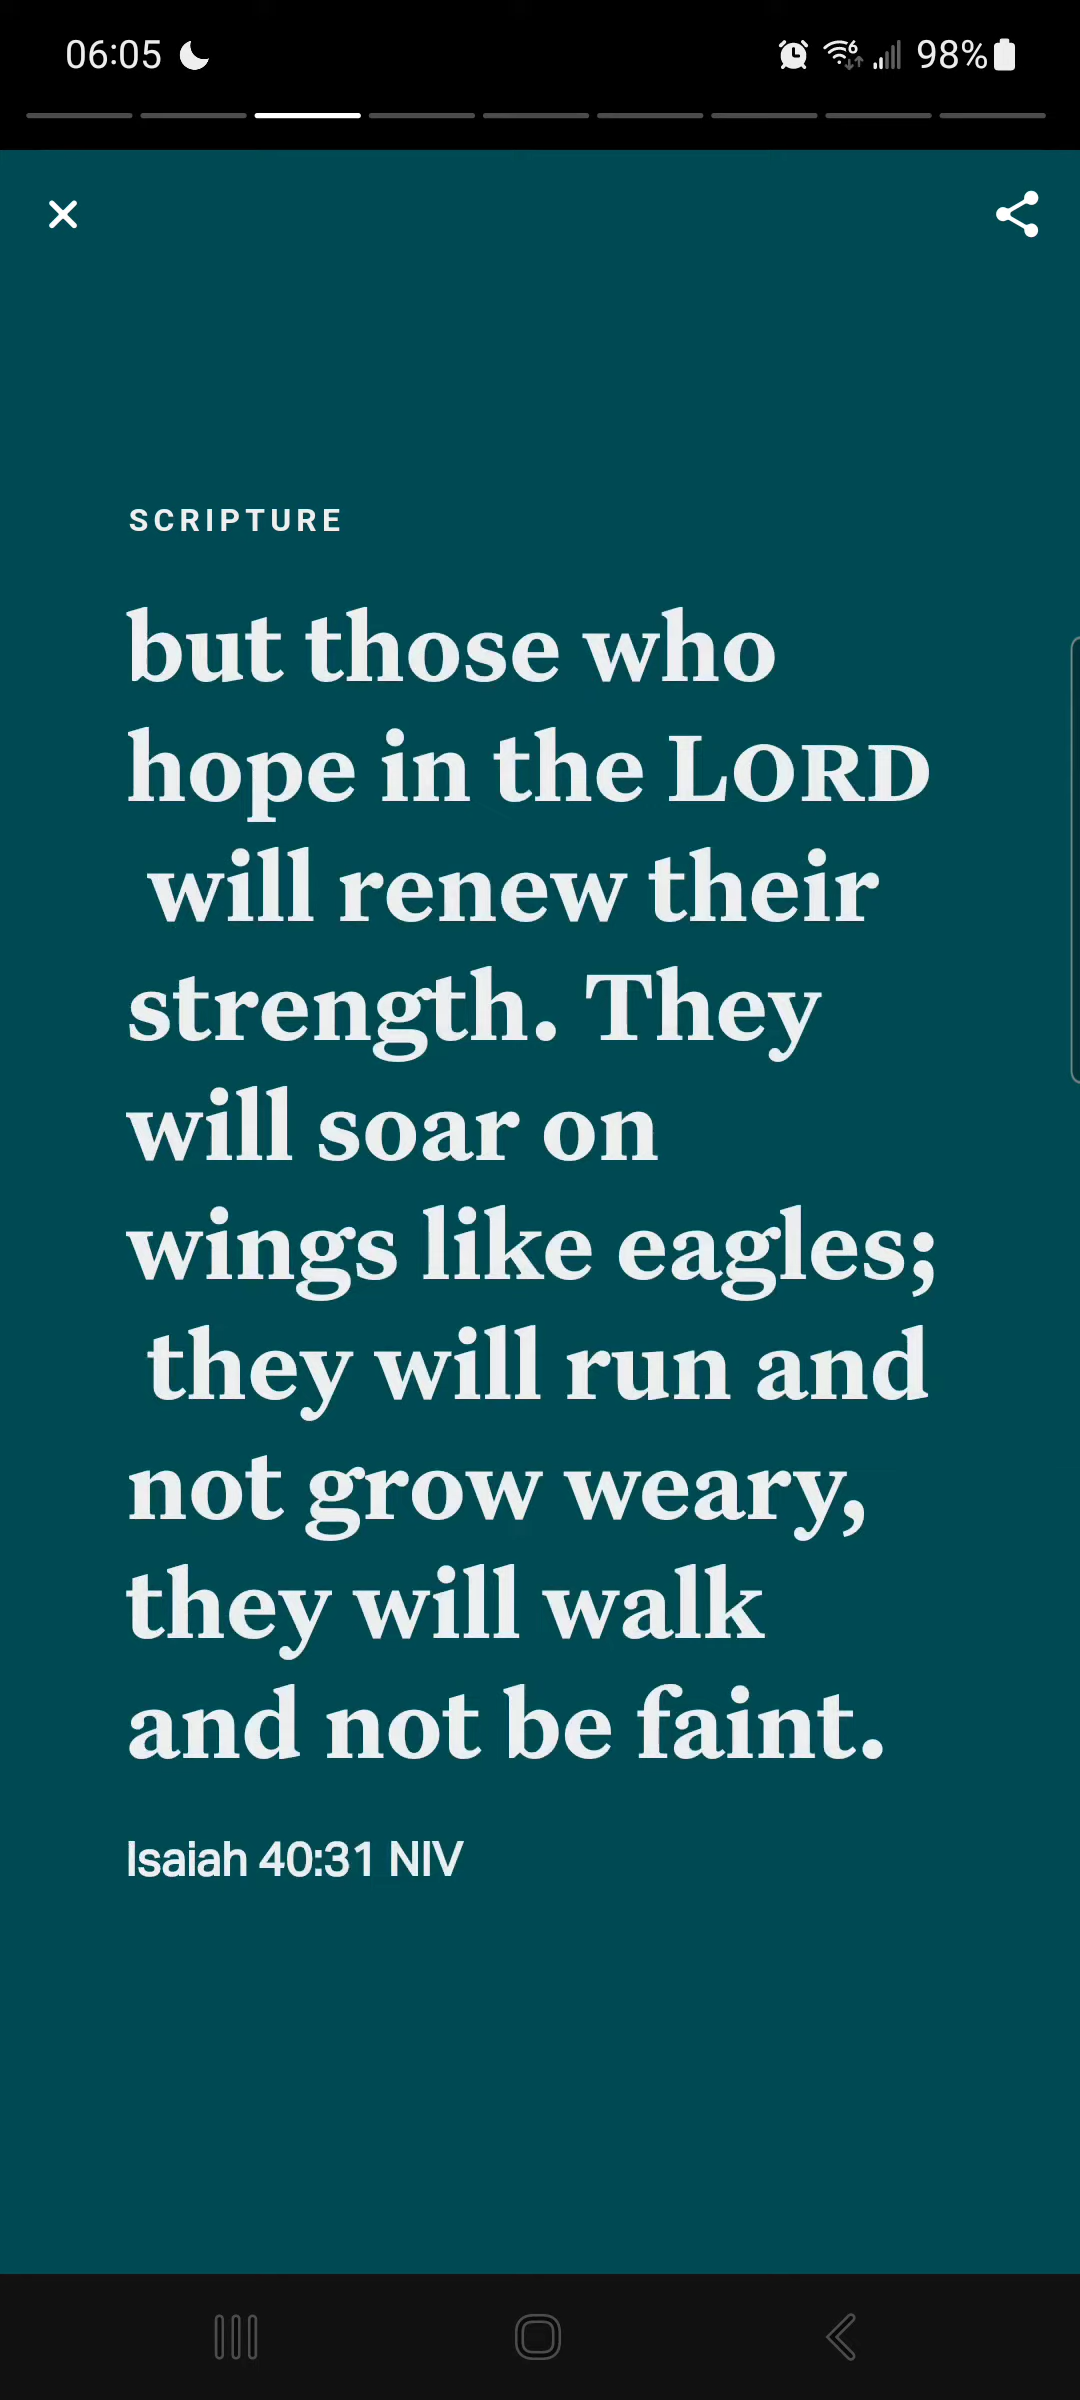 06:05
6
98%
SCRIPTURE
but those who
hope in the LORD
will renew their
strength. They
will soar on
wings like eagles;
they will run and
not grow weary,
they will walk
and not be faint.
Isaiah 40:31 NIV